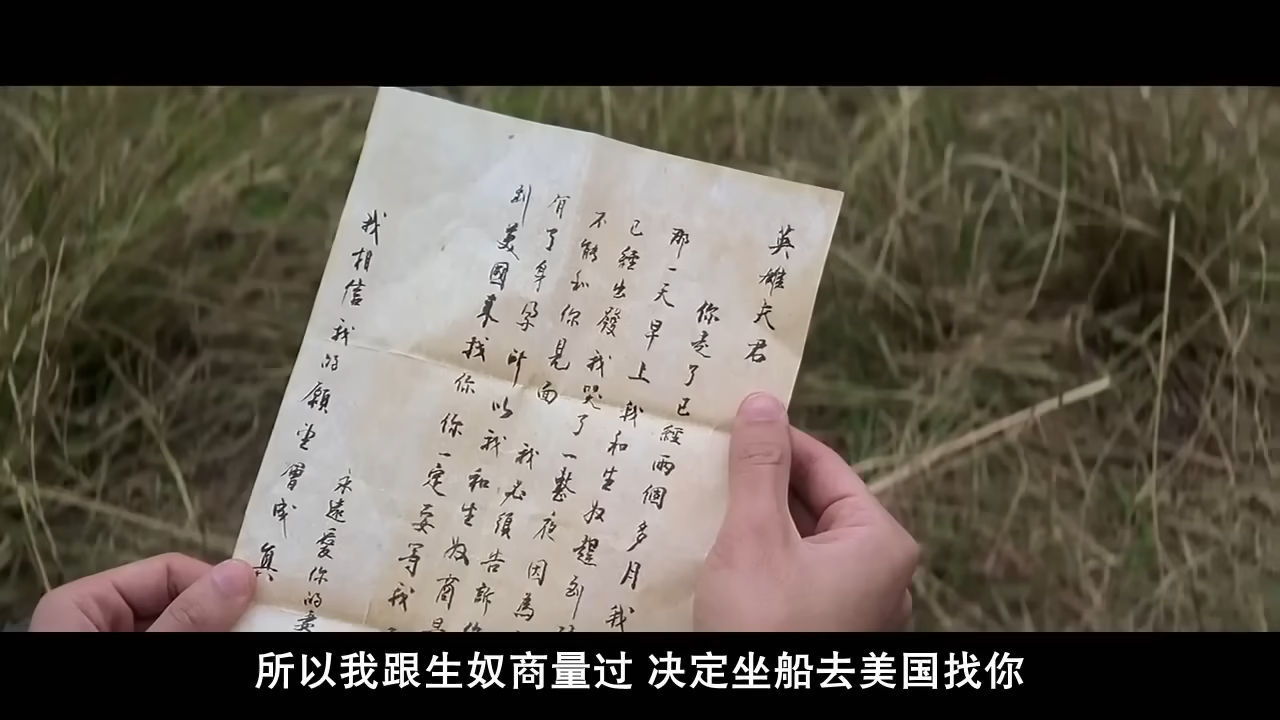 英雄夫君
你走了已經兩個多月我
那一天早上我和生奴趕到
已經出發我哭了一整夜因為
不能和你見面我必須告訴你
有了身孕所以我和生奴商量
到美國來找你你一定要等我
永遠愛你的妻
我相信我的願望會成真
所以我跟生奴商量过 决定坐船去美国找你